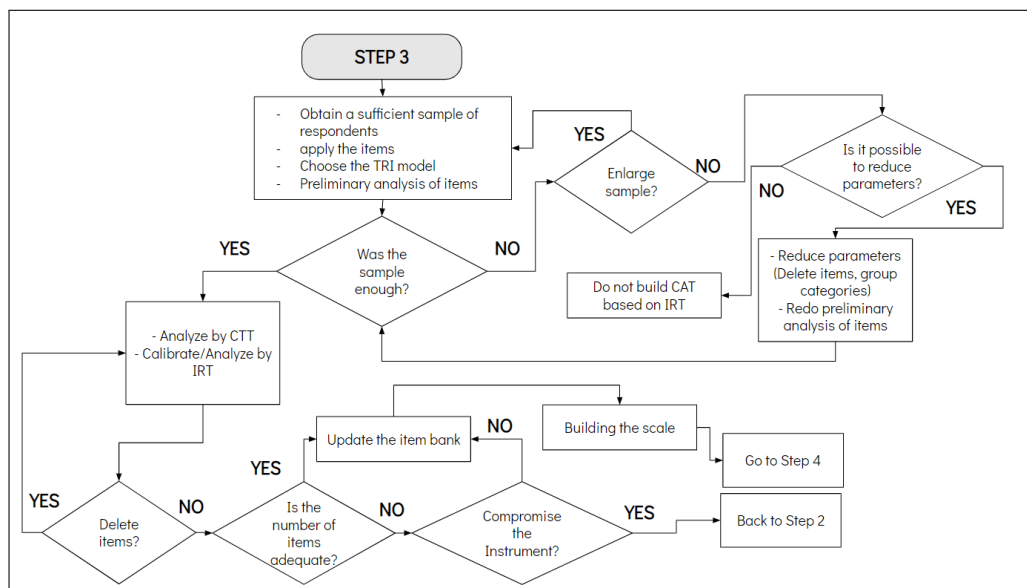 STEP 3
- Obtain a sufficient sample of
respondents
- apply the items
- Choose the TRI model
- Preliminary analysis of items
YES
Enlarge
sample?
NO
Is it possible
to reduce
parameters?
NO
YES
YES
Was the
sample
enough?
NO
Do not build CAT
based on IRT
- Reduce parameters
(Delete items, group
categories)
- Redo preliminary
analysis of items
- Analyze by CTT
- Calibrate/Analyze by
IRT
Update the item bank
NO
Building the scale
Go to Step 4
YES
Delete
items?
NO
YES
Is the
number of
items
adequate?
NO
Compromise
the
Instrument?
YES
Back to Step 2